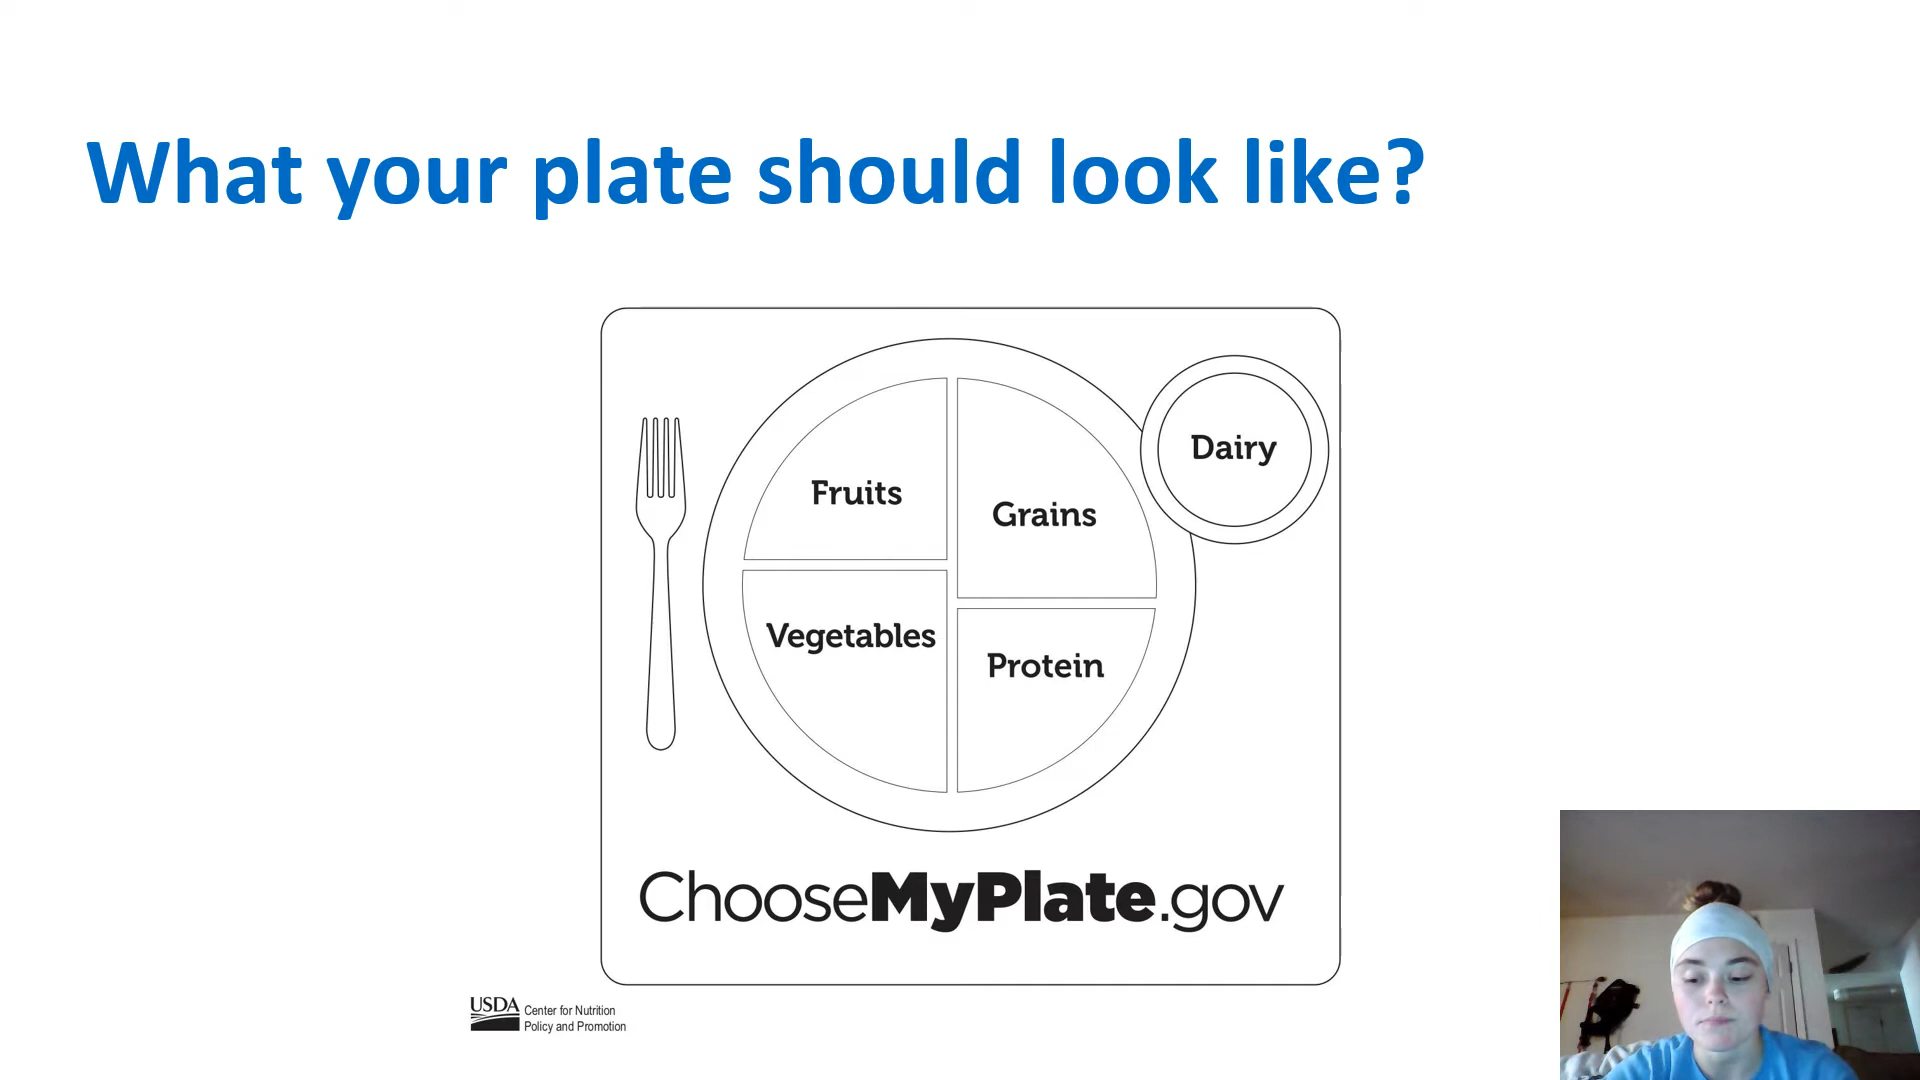 What your plate should look like?
Dairy
Fruits
Grains
Vegetables
Protein
ChooseMyPlate.gov
USDA
Center for Nutrition
Policy and Promotion